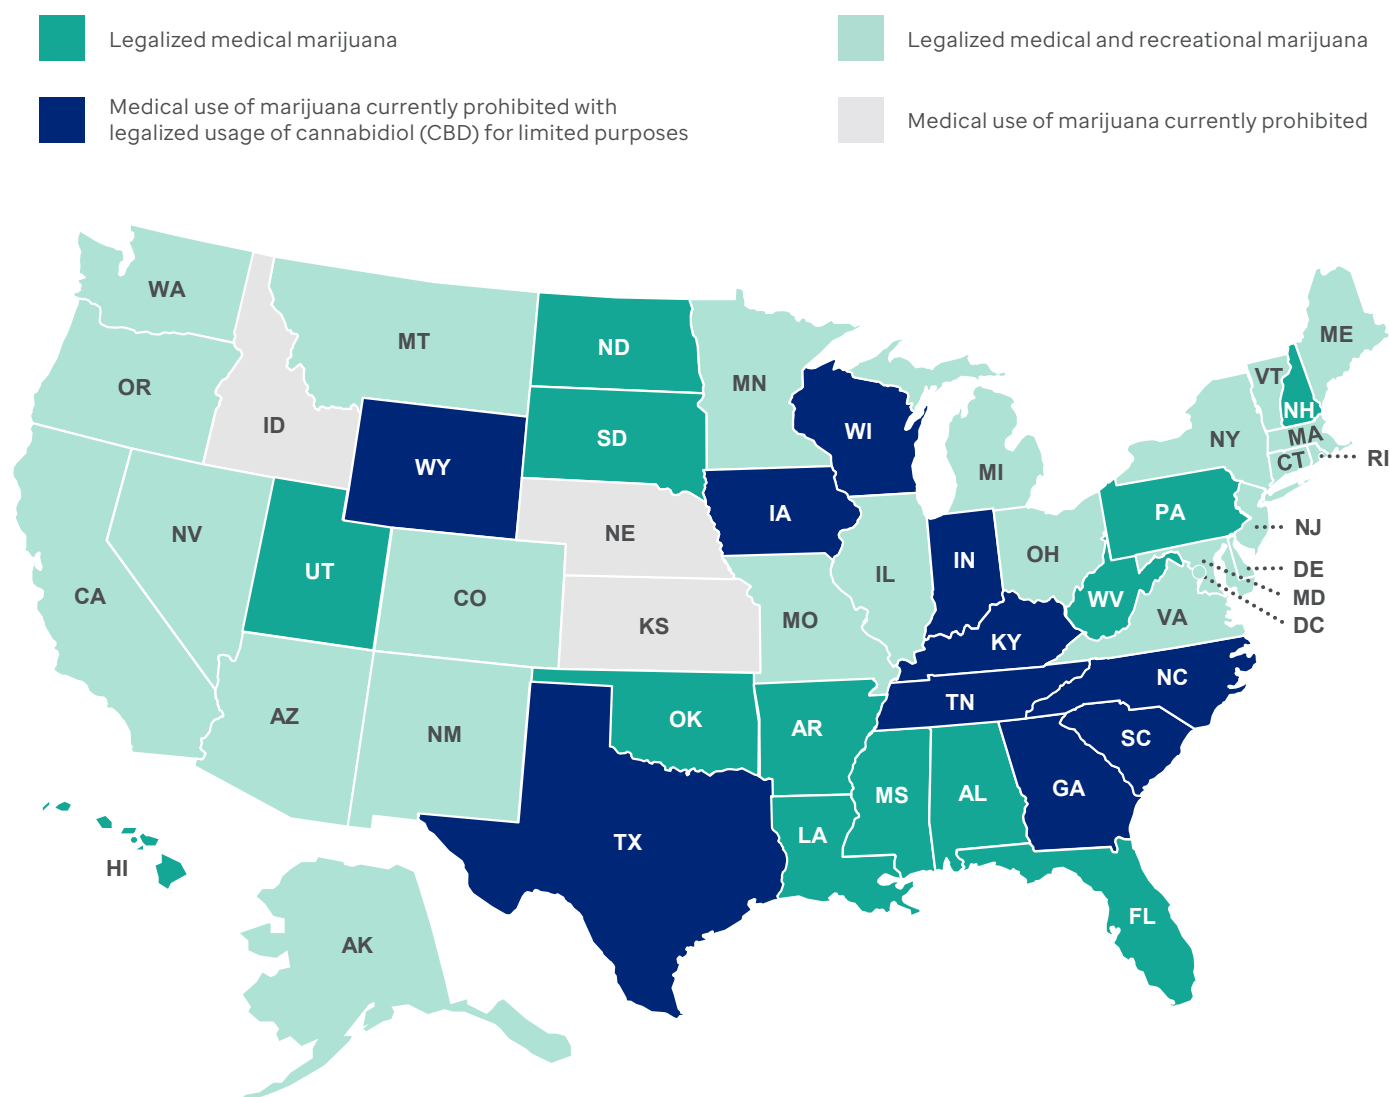 Legalized medical marijuana
Legalized medical and recreational marijuana
Medical use of marijuana currently prohibited with
legalized usage of cannabidiol (CBD) for limited purposes
Medical use of marijuana currently prohibited
WA
MT
ND
MN
ME
OR
ID
SD
WI
VT
NH
WY
MI
NY
MA
CT
RI
NV
UT
NE
IA
IL
IN
OH
PA
NJ
CA
CO
KS
MO
KY
WV
VA
DE
MD
DC
AZ
NM
OK
AR
TN
NC
SC
TX
LA
MS
AL
GA
FL
HI
AK